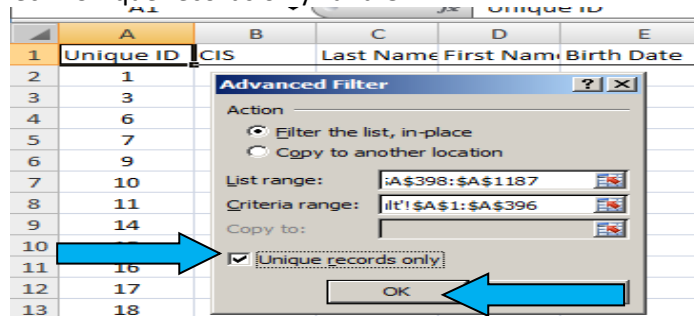 A1 fx Unique ID
A B C D E
1 Unique ID CIS Last Name First Nam Birth Date
2 1
3 3
4 6
5 7
6 9
7 10
8 11
9 14
10
11 16
12 17
13 18
Advanced Filter ? X
Action
Filter the list, in-place
Copy to another location
List range: $A$398:$A$1187
Criteria range: ılt'!$A$1:$A$396
Copy to:
Unique records only
OK